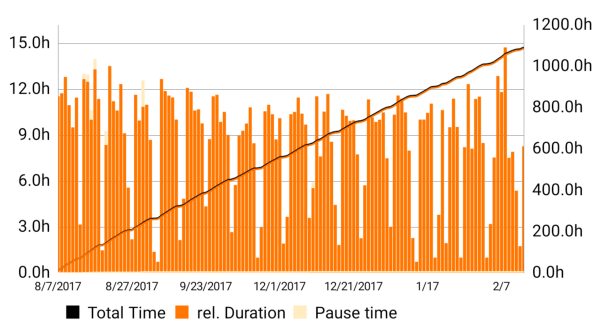 1200.0h
15.0h
1000.0h
12.0h
800.0h
9.0h
600.0h
6.0h
400.0h
3.0h
200.0h
0.0h
0.0h
8/7/2017 8/27/2017 9/23/2017 12/1/2017 12/21/2017 1/17 2/7
Total Time rel. Duration Pause time